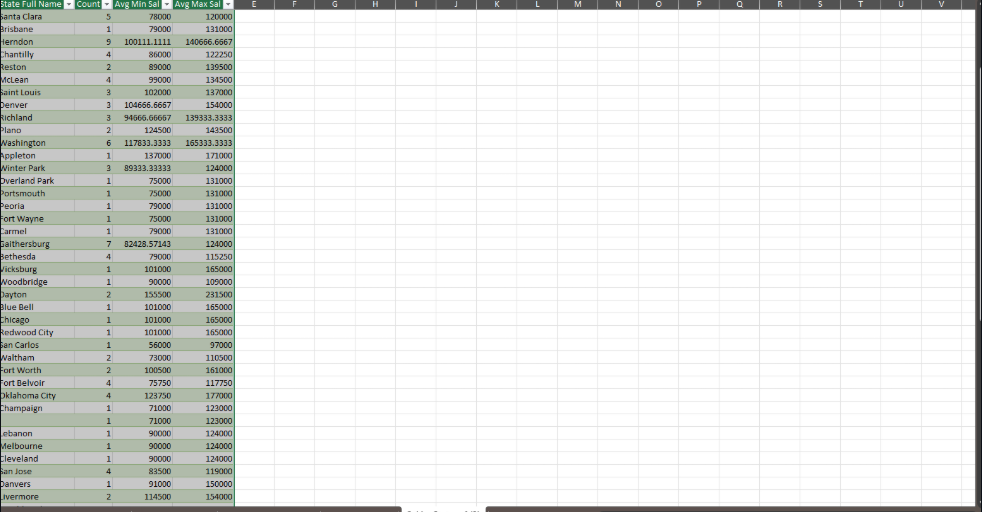 State Full Name Count Avg Min Sal Avg Max Sal E F G H I J K L M N O P Q R S T U V
Santa Clara 5 78000 120000
Brisbane 1 79000 131000
Herndon 9 100111.1111 140666.6667
Chantilly 4 86000 122250
Reston 2 89000 139500
McLean 4 99000 134500
Saint Louis 3 102000 137000
Denver 3 104666.6667 154000
Richland 3 94666.66667 139333.3333
Plano 2 124500 143500
Washington 6 117833.3333 165333.3333
Appleton 1 137000 171000
Winter Park 3 89333.33333 124000
Overland Park 1 75000 131000
Portsmouth 1 75000 131000
Peoria 1 79000 131000
Fort Wayne 1 75000 131000
Carmel 1 79000 131000
Gaithersburg 7 82428.57143 124000
Bethesda 4 79000 115250
Vicksburg 1 101000 165000
Woodbridge 1 90000 109000
Dayton 2 155500 231500
Blue Bell 1 101000 165000
Chicago 1 101000 165000
Redwood City 1 101000 165000
San Carlos 1 56000 97000
Waltham 2 73000 110500
Fort Worth 2 100500 161000
Fort Belvoir 4 75750 117750
Oklahoma City 4 123750 177000
Champaign 1 71000 123000
1 71000 123000
Lebanon 1 90000 124000
Melbourne 1 90000 124000
Cleveland 1 90000 124000
San Jose 4 83500 119000
Danvers 1 91000 150000
Livermore 2 114500 154000